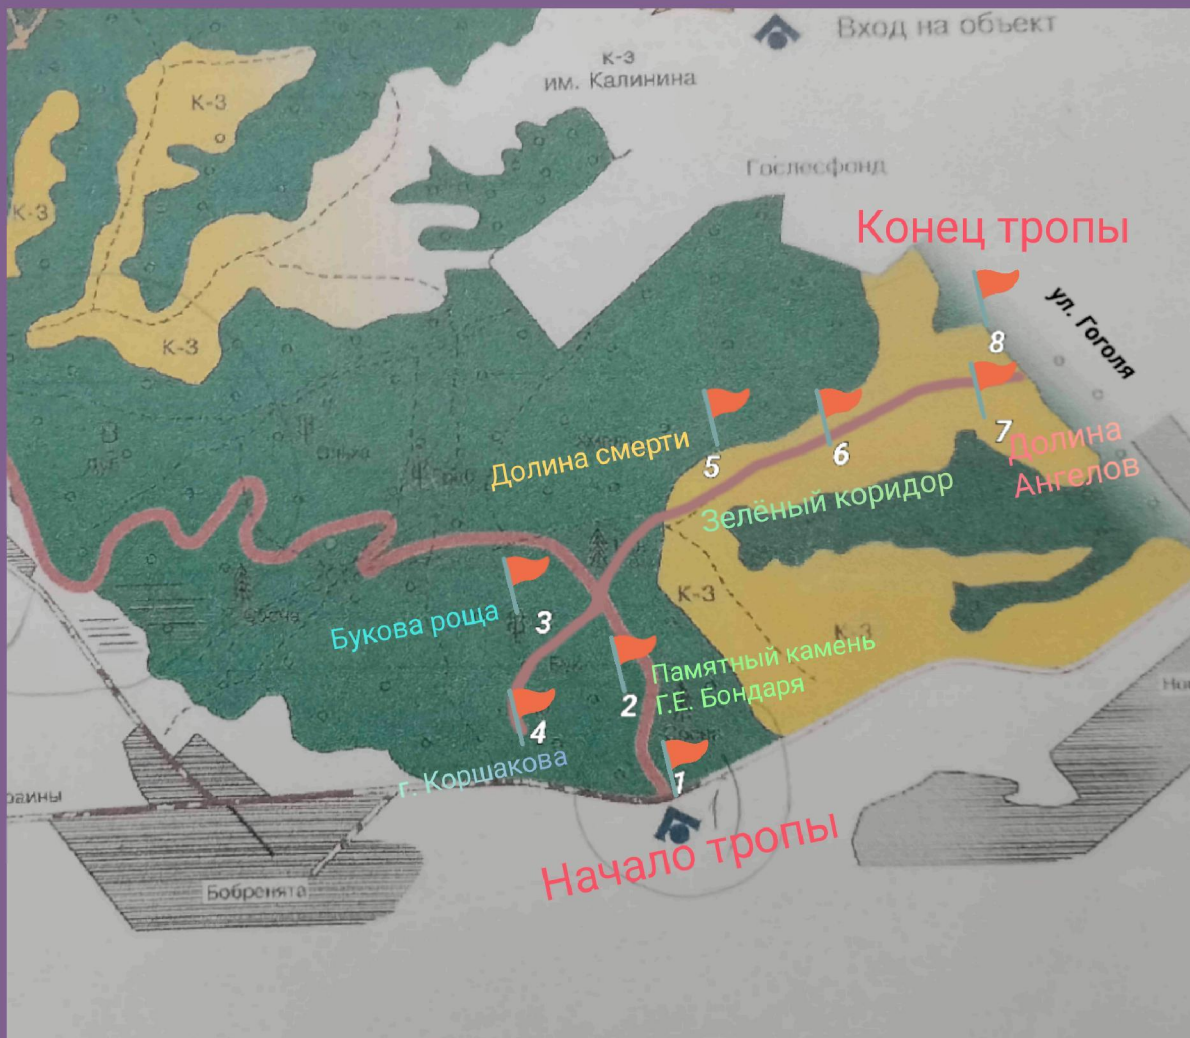 Вход на объект
к-з
им. Калинина
К-З
Гослесфонд
К-З
Конец тропы
ул. Гоголя
8
К-З
7
Долина
Ангелов
6
5
Долина смерти
Зелёный коридор
К-З
3
Букова роща
К-З
Памятный камень
Г.Е. Бондаря
2
4
г. Коршакова
1
Начало тропы
Бобренята